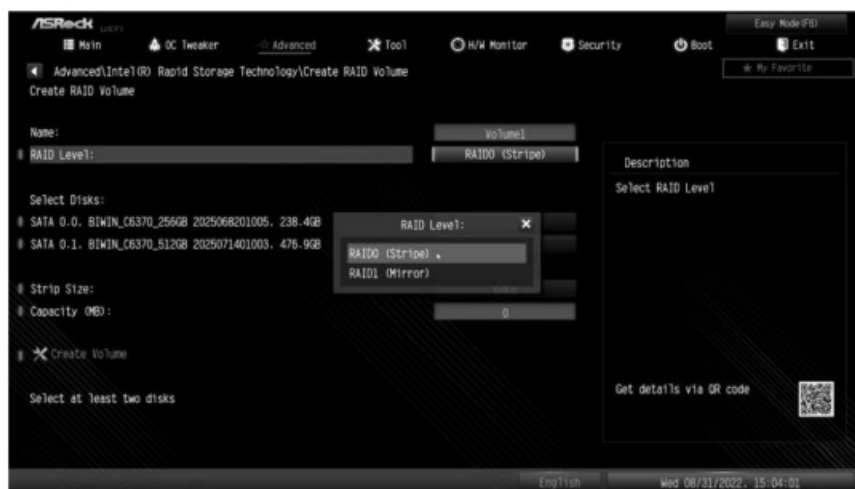 ASRock UEFI
Easy Mode(F6)
Main OC Tweaker Advanced Tool H/W Monitor Security Boot Exit
Advanced\Intel(R) Rapid Storage Technology\Create RAID Volume
My Favorite
Create RAID Volume
Name: Volume1
RAID Level: RAID0 (Stripe)
Description
Select RAID Level
Select Disks:
SATA 0.0. BIWIN_C6370_256GB 2025068201005. 238.4GB
SATA 0.1. BIWIN_C6370_512GB 2025071401003. 476.9GB
RAID Level:
RAID0 (Stripe)
RAID1 (Mirror)
Strip Size:
Capacity (MB): 0
Create Volume
Select at least two disks
Get details via QR code
English Wed 08/31/2022. 15:04:01